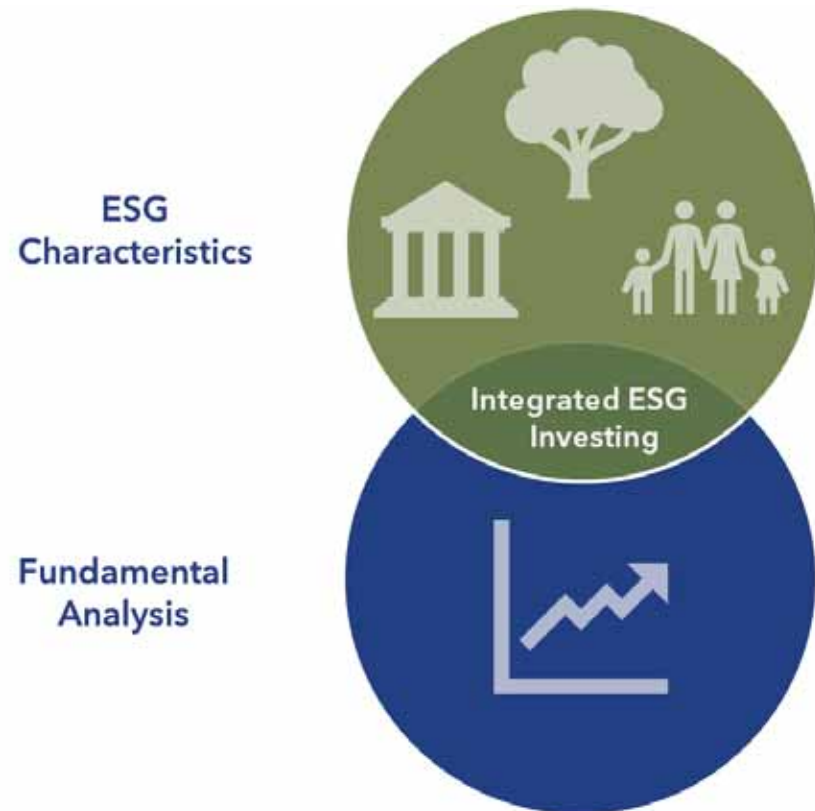 ESG
Characteristics
Integrated ESG
Investing
Fundamental
Analysis